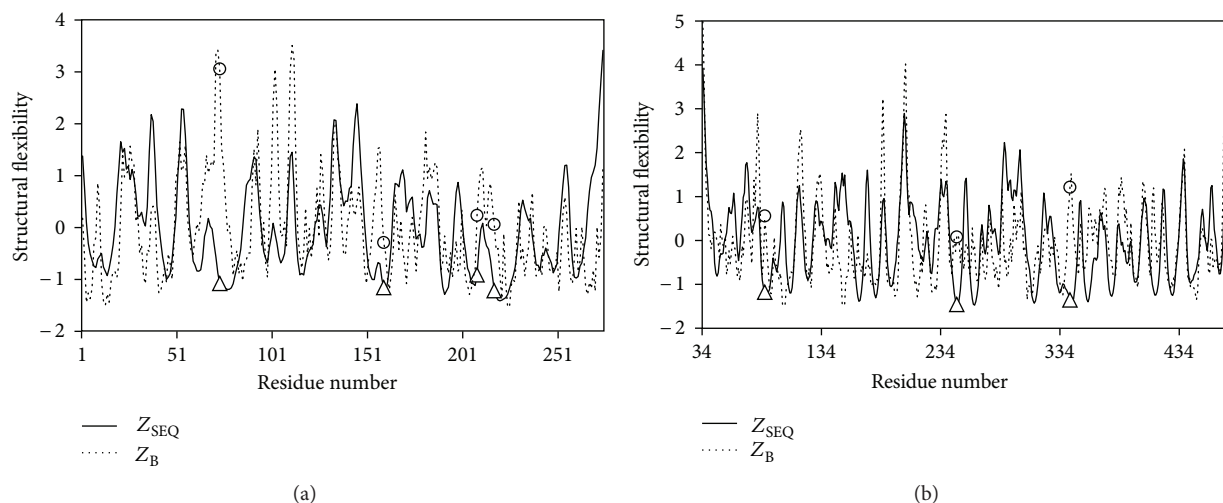 4
3
2
1
0
−1
−2
Structural flexibility
1 51 101 151 201 251
Residue number
Z_SEQ
Z_B
(a)
5
4
3
2
1
0
−1
−2
Structural flexibility
34 134 234 334 434
Residue number
Z_SEQ
Z_B
(b)